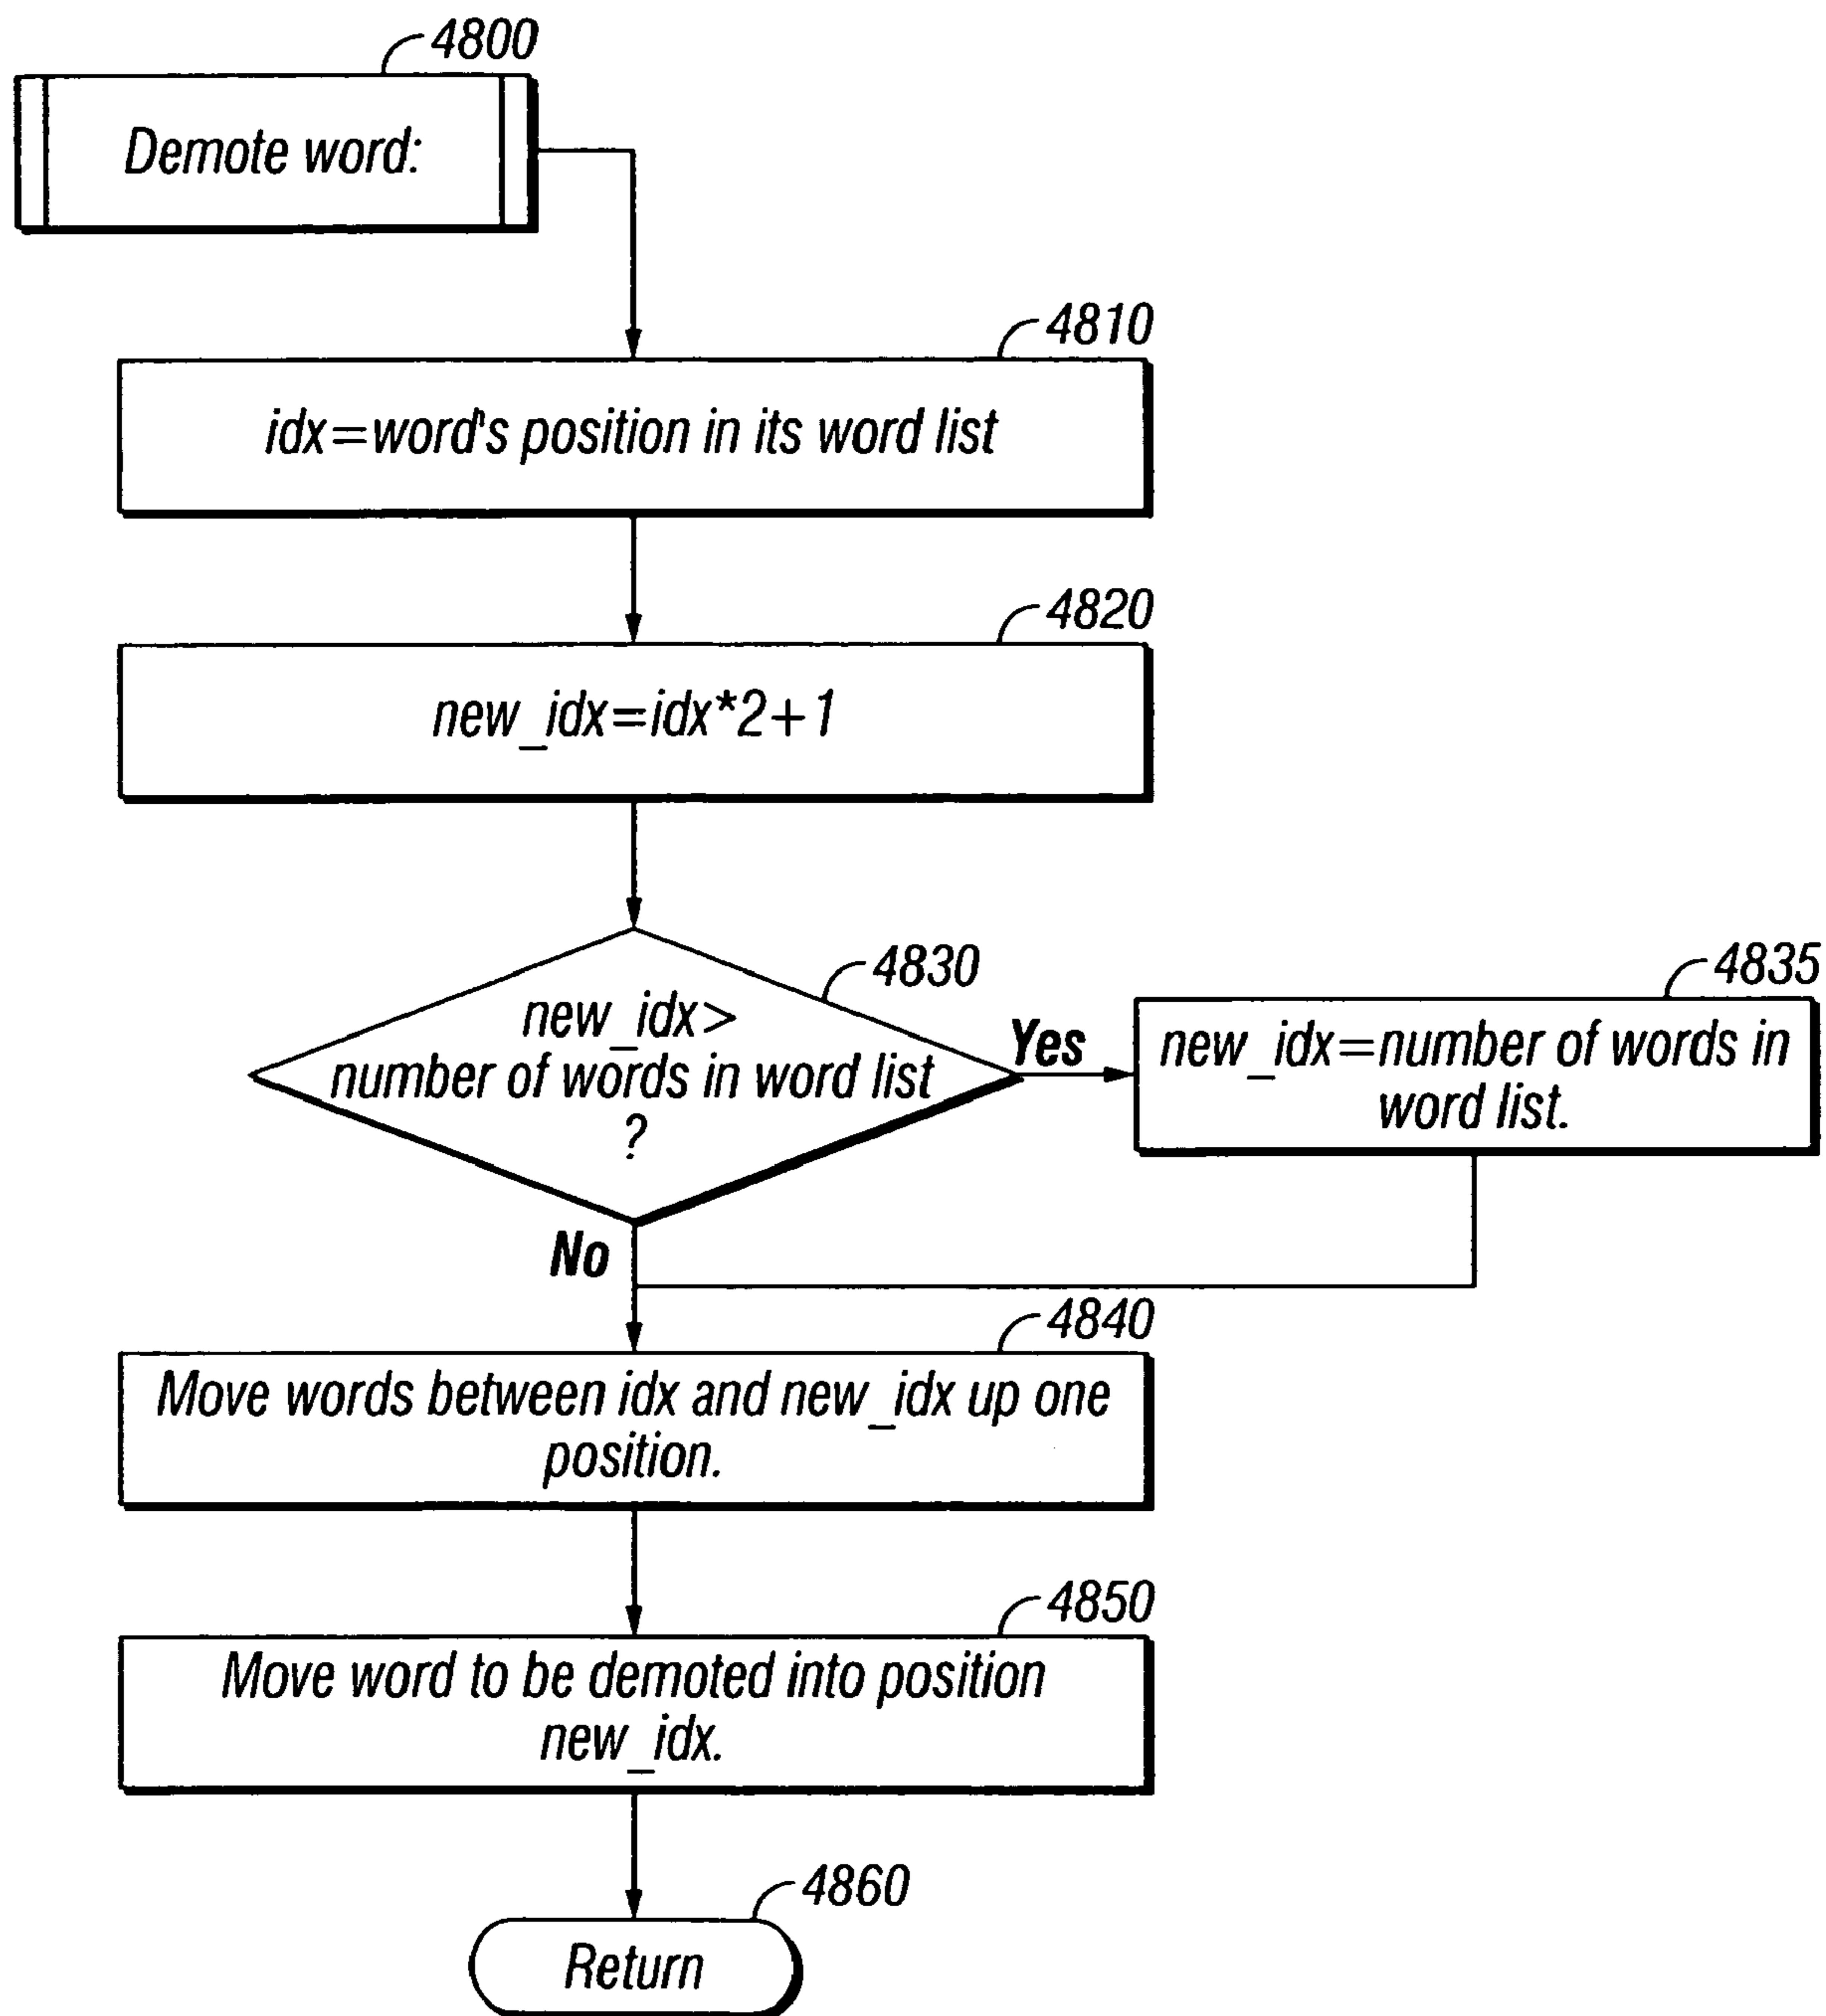 4800
Demote word:
4810
idx=word's position in its word list
4820
new_idx=idx*2+1
4830
new_idx>
number of words in word list
?
Yes
4835
new_idx=number of words in
word list.
No
4840
Move words between idx and new_idx up one
position.
4850
Move word to be demoted into position
new_idx.
4860
Return